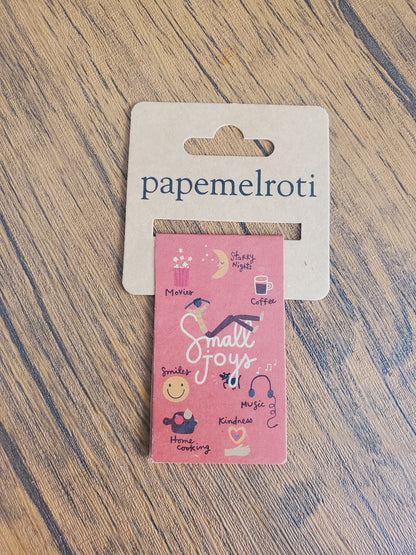 papemelroti
Starry
Nights
Movies
Coffee
Small
joys
Smiles
Music
Kindness
Home
Cooking